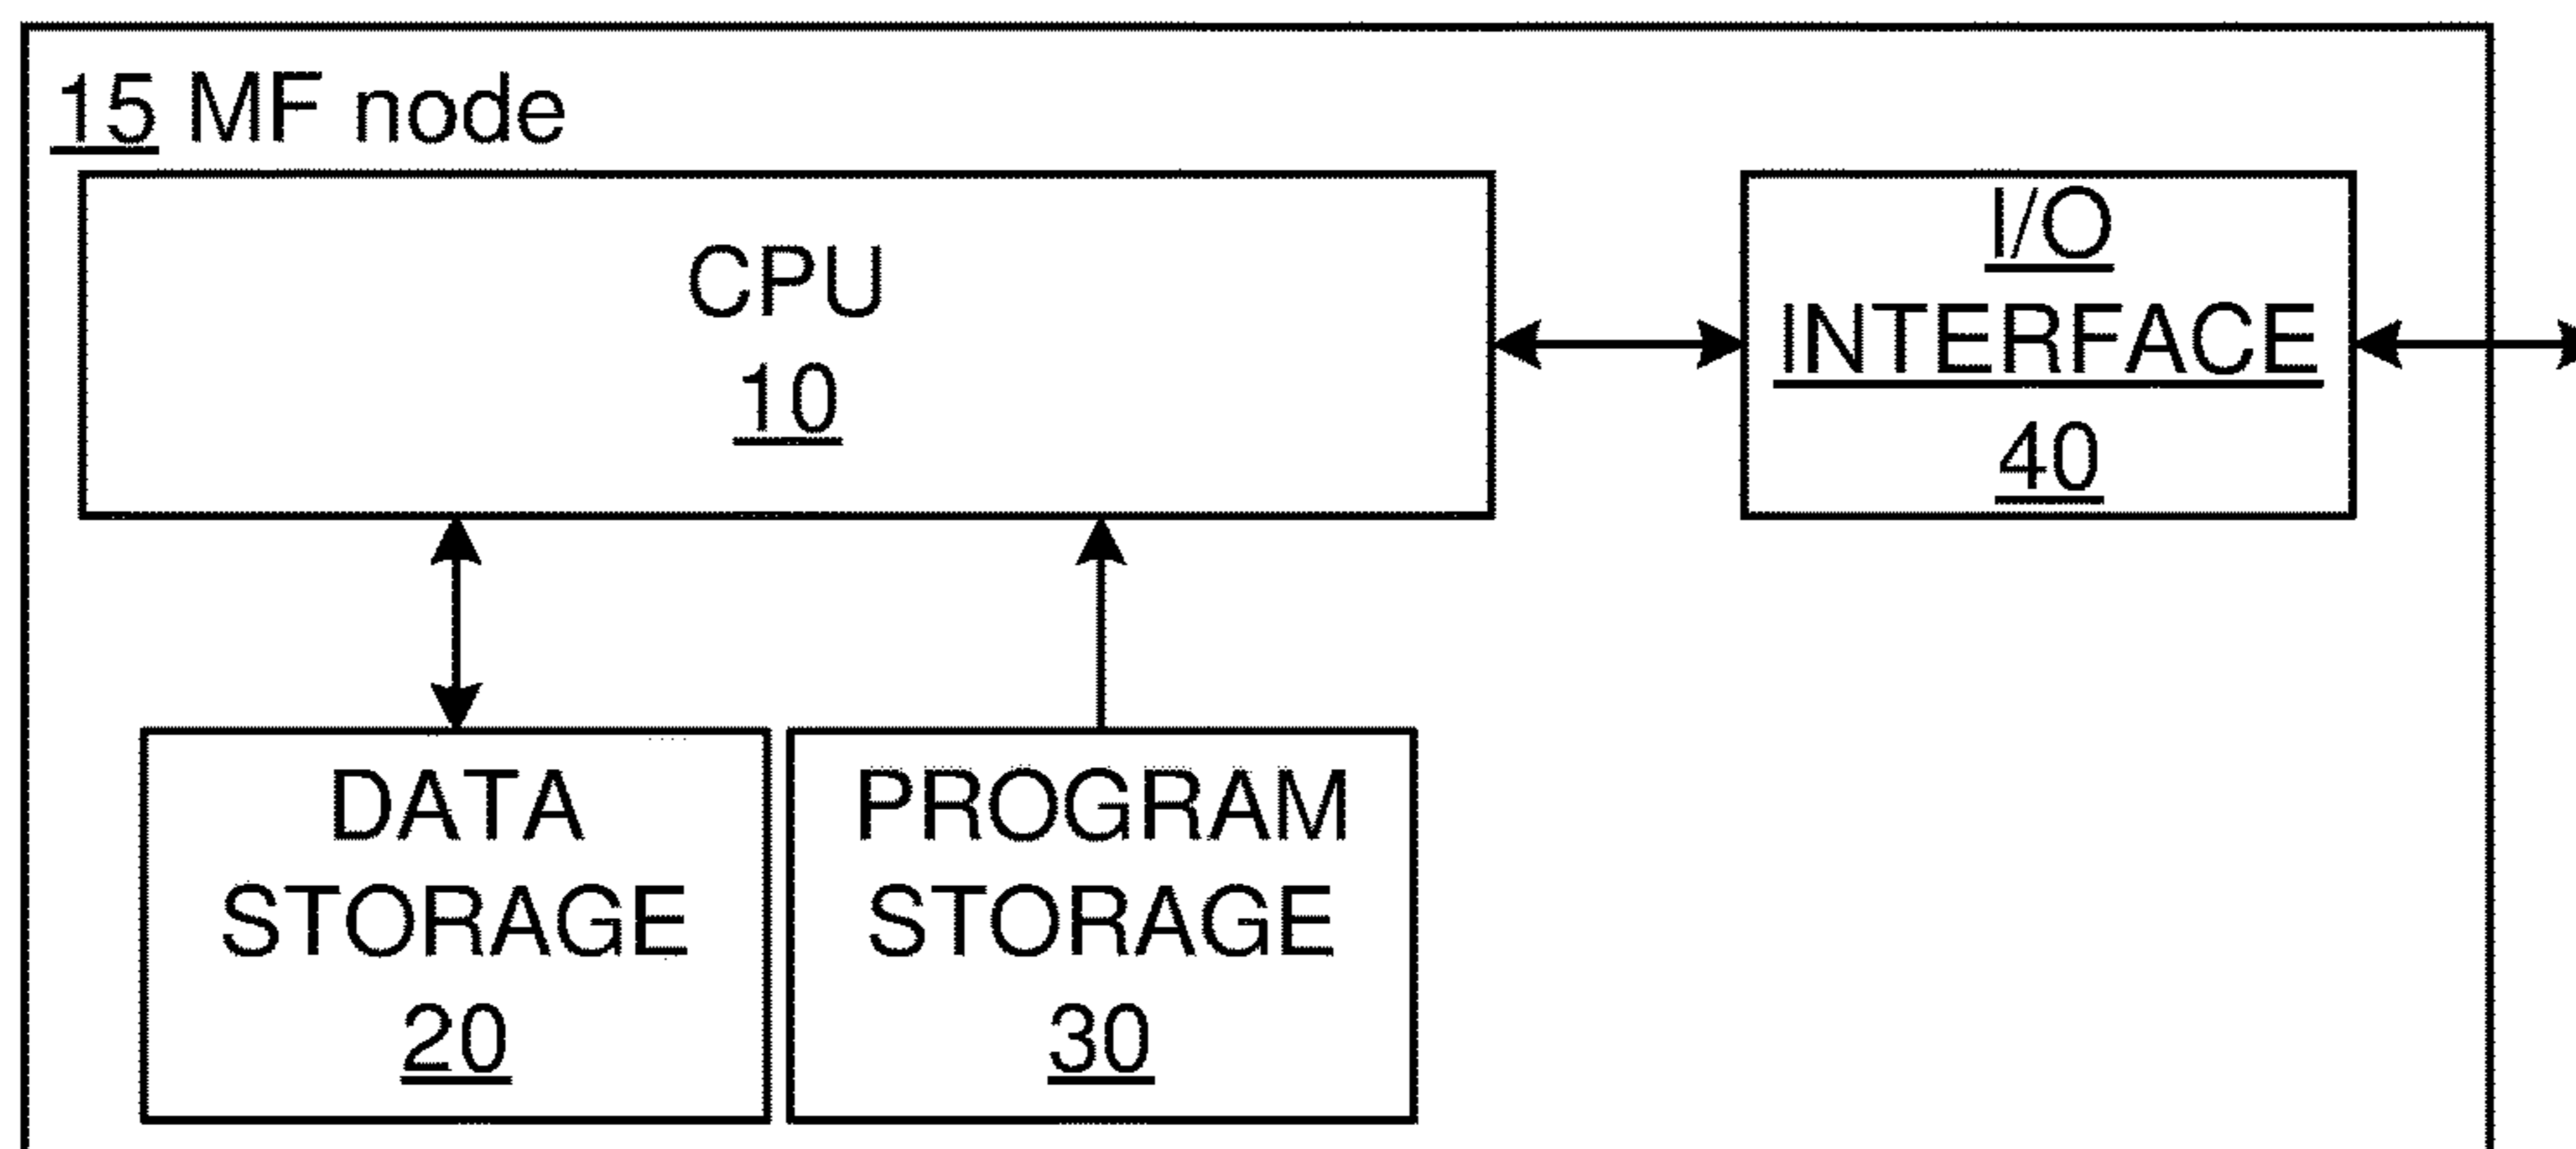 15 MF node
CPU
10
I/O
INTERFACE
40
DATA
STORAGE
20
PROGRAM
STORAGE
30